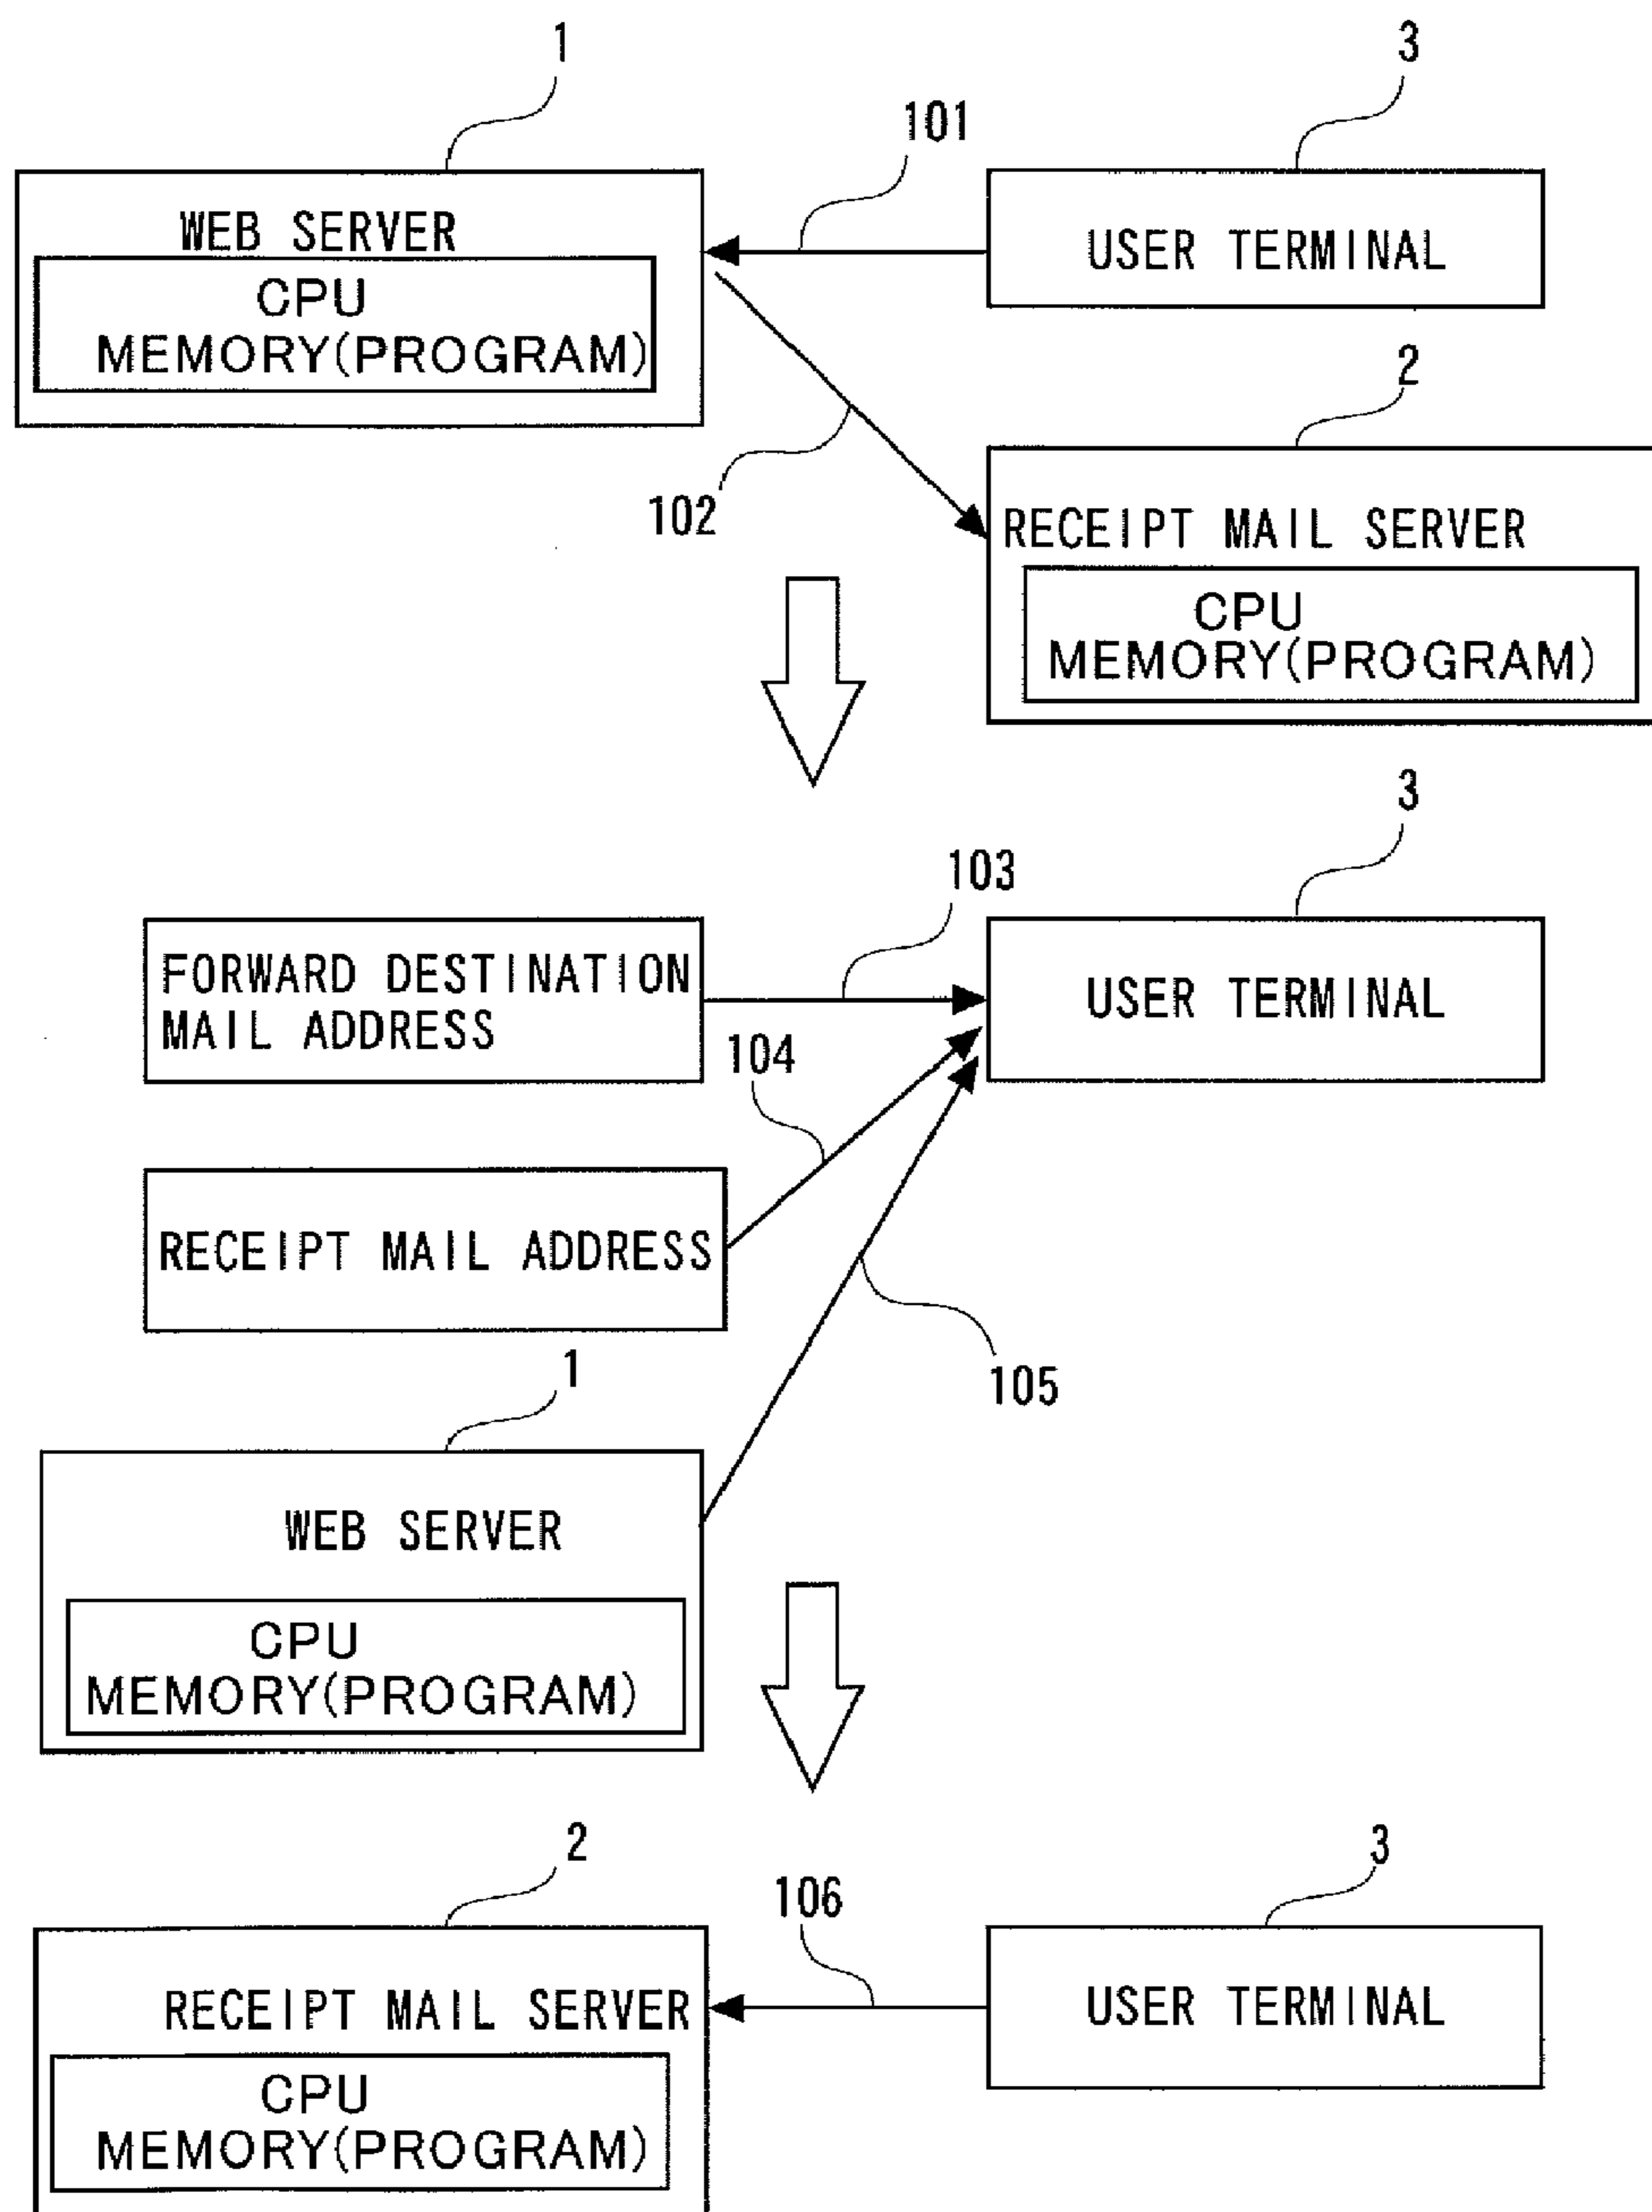 1
3
101
WEB SERVER
CPU
MEMORY(PROGRAM)
USER TERMINAL
2
102
RECEIPT MAIL SERVER
CPU
MEMORY(PROGRAM)
3
103
FORWARD DESTINATION
MAIL ADDRESS
USER TERMINAL
104
RECEIPT MAIL ADDRESS
105
1
WEB SERVER
CPU
MEMORY(PROGRAM)
2
3
106
RECEIPT MAIL SERVER
CPU
MEMORY(PROGRAM)
USER TERMINAL